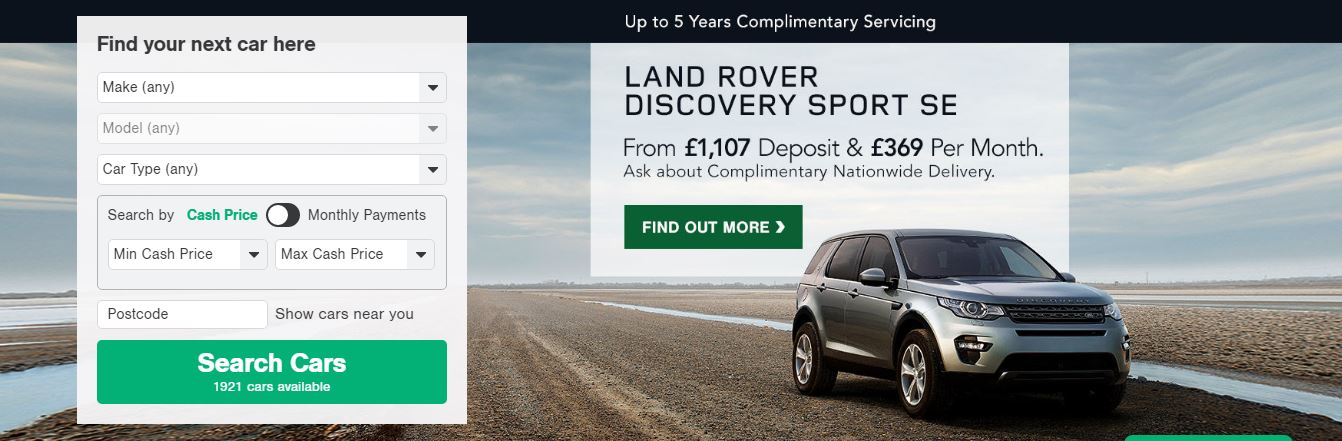 Up to 5 Years Complimentary Servicing
Find your next car here
Make (any)
Model (any)
Car Type (any)
Search by Cash Price Monthly Payments
Min Cash Price Max Cash Price
Postcode Show cars near you
Search Cars
1921 cars available
LAND ROVER
DISCOVERY SPORT SE
From £1,107 Deposit & £369 Per Month.
Ask about Complimentary Nationwide Delivery.
FIND OUT MORE ❯
DISCOVERY